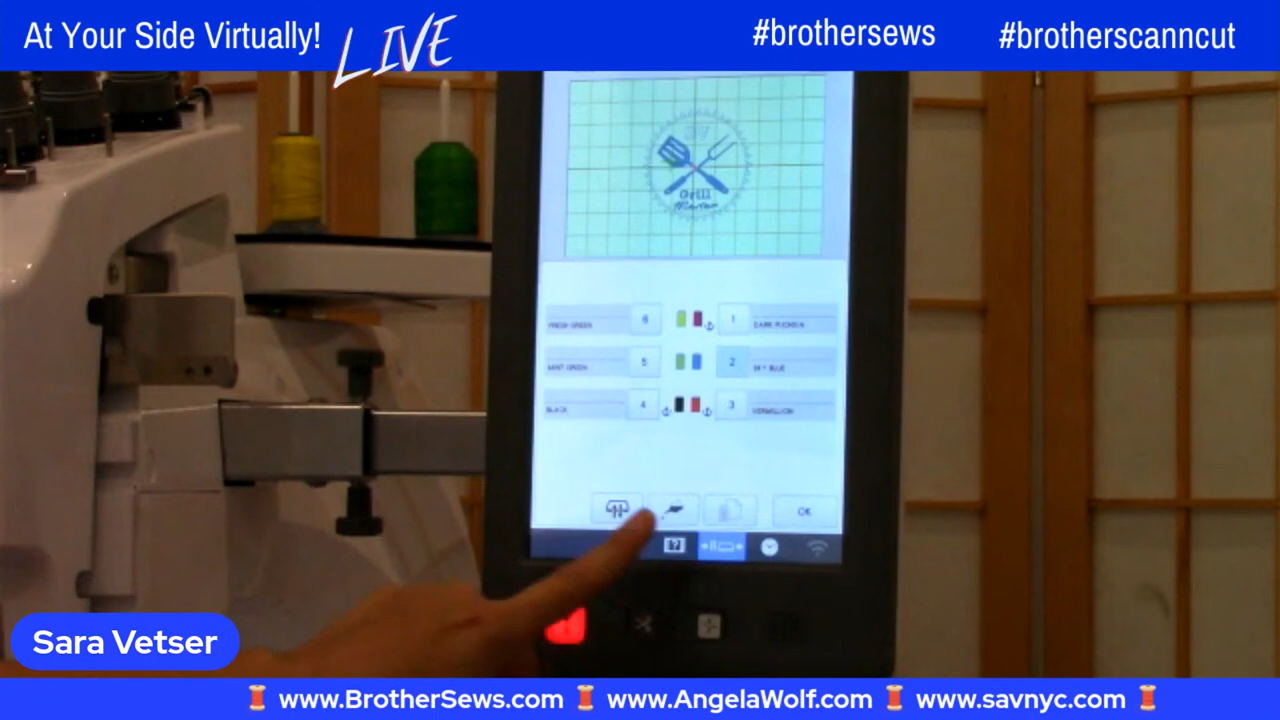 At Your Side Virtually!
LIVE
#brothersews
#brotherscanncut
Grill
Master
FRESH GREEN
6
1
DARK FUCHSIA
MINT GREEN
5
2
BLUE
BLACK
4
3
VERMILLION
OK
Sara Vetser
www.BrotherSews.com
www.AngelaWolf.com
www.savnyc.com